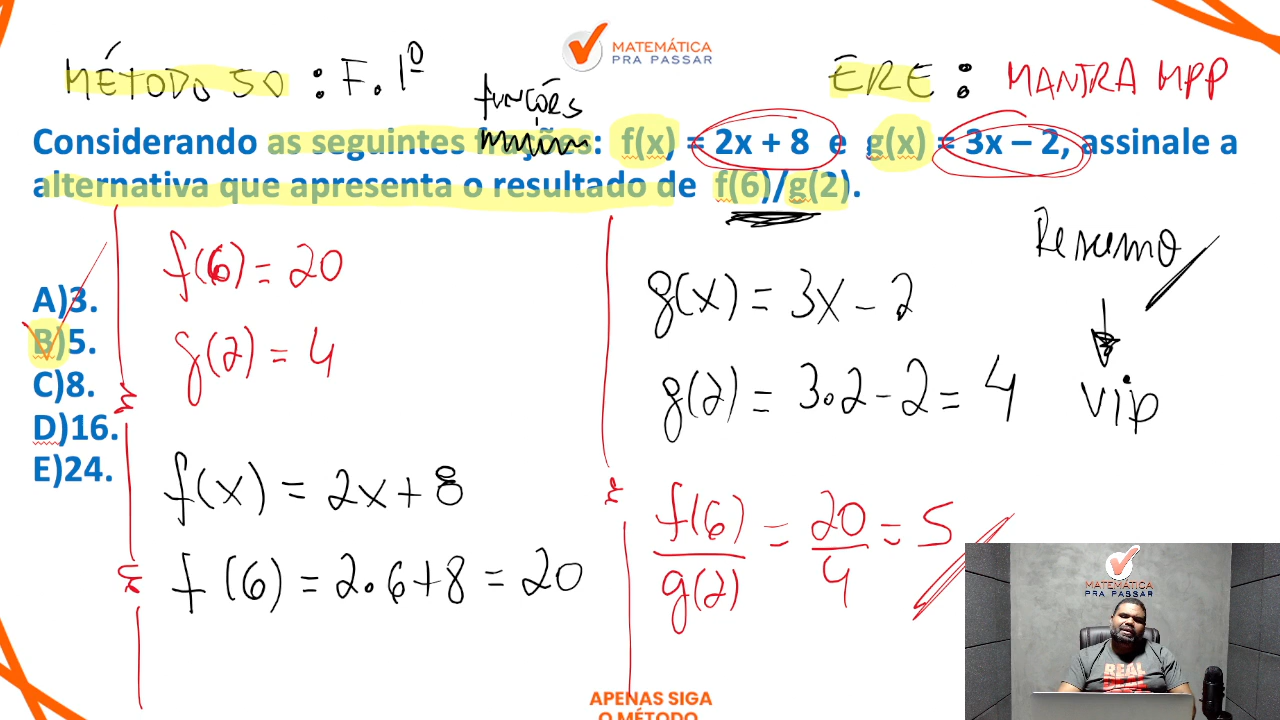 MATEMÁTICA
PRA PASSAR
MÉTODO 50 : F. 1º
ERE : MANTRA MPP
funções
Considerando as seguintes frações: f(x) = 2x + 8 e g(x) = 3x – 2, assinale a
alternativa que apresenta o resultado de f(6)/g(2).
A)3.
B)5.
C)8.
D)16.
E)24.
f(6) = 20
g(2) = 4
f(x) = 2x + 8
f(6) = 2.6+8 = 20
g(x) = 3x - 2
g(2) = 3.2 - 2 = 4
f(6)/g(2) = 20/4 = 5
Resumo
vip
MATEMÁTICA
PRA PASSAR
REAL
APENAS SIGA
O MÉTODO